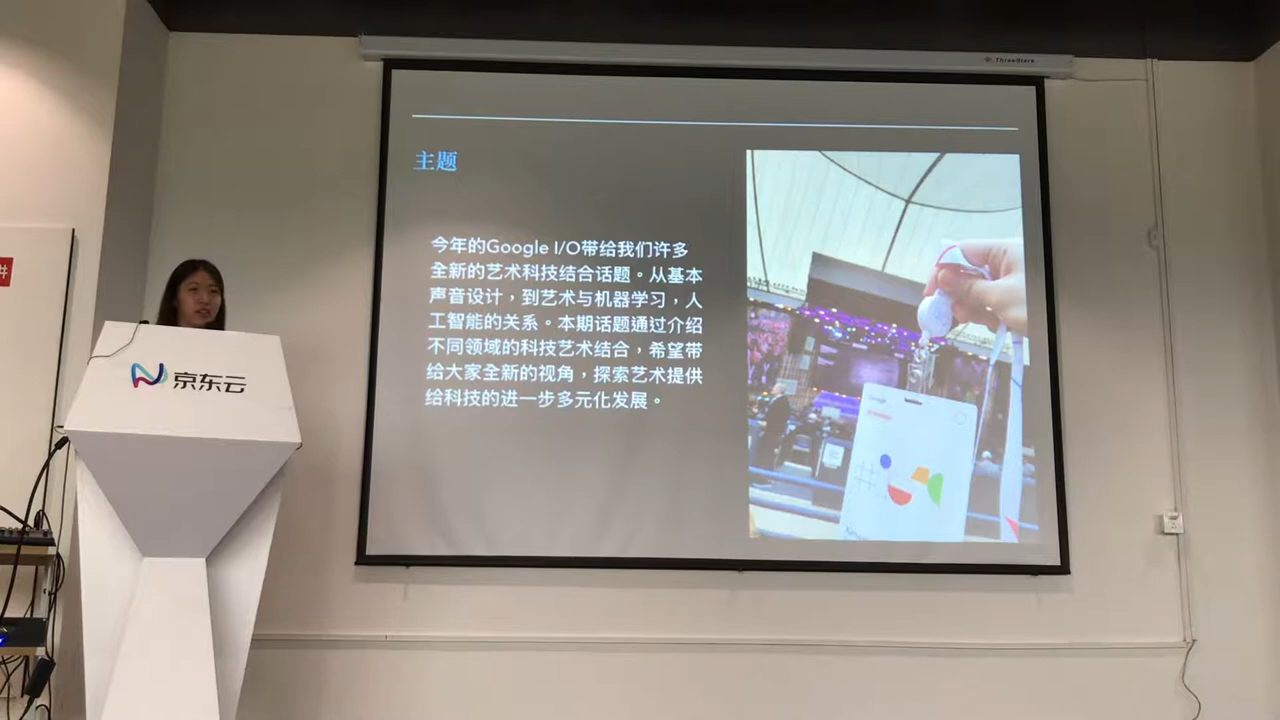 ThreeStars
主题
今年的Google I/O带给我们许多
全新的艺术科技结合话题。从基本
声音设计，到艺术与机器学习，人
工智能的关系。本期话题通过介绍
不同领域的科技艺术结合，希望带
给大家全新的视角，探索艺术提供
给科技的进一步多元化发展。
Google
京东云
讲